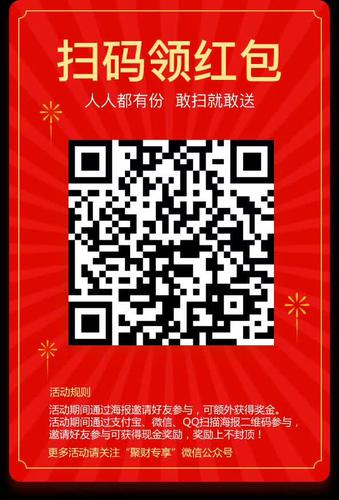 扫码领红包
人人都有份 敢扫就敢送
活动规则
活动期间通过海报邀请好友参与，可额外获得奖金。
活动期间通过支付宝、微信、QQ扫描海报二维码参与，
邀请好友参与可获得现金奖励，奖励上不封顶！
更多活动请关注“聚财专享”微信公众号